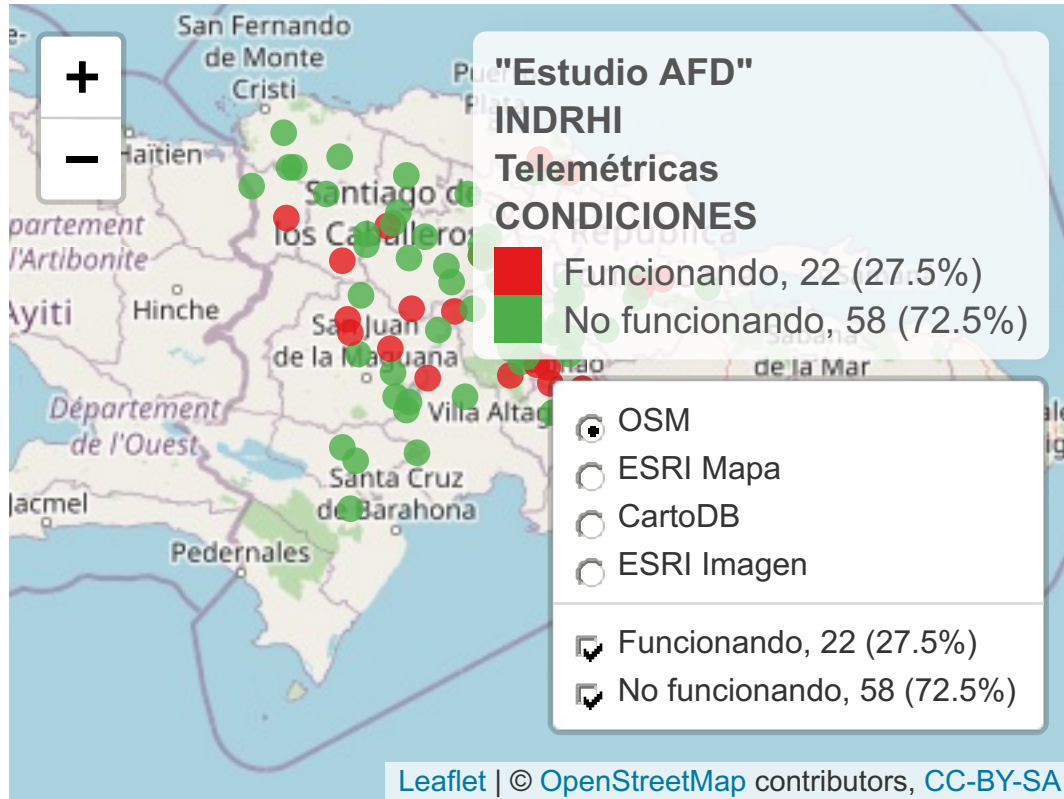 San Fernando
de Monte
Cristi
+
−
Haïtien
"Estudio AFD"
INDRHI
Telemétricas
CONDICIONES
Funcionando, 22 (27.5%)
No funcionando, 58 (72.5%)
Santiago de
los Caballeros
República
partement
l'Artibonite
Ayiti
Hinche
San Juan
de la Maguana
Sabana
de la Mar
Département
de l'Ouest
Villa Altag
Jacmel
Santa Cruz
de Barahona
Pedernales
OSM
ESRI Mapa
CartoDB
ESRI Imagen
Funcionando, 22 (27.5%)
No funcionando, 58 (72.5%)
Leaflet | © OpenStreetMap contributors, CC-BY-SA